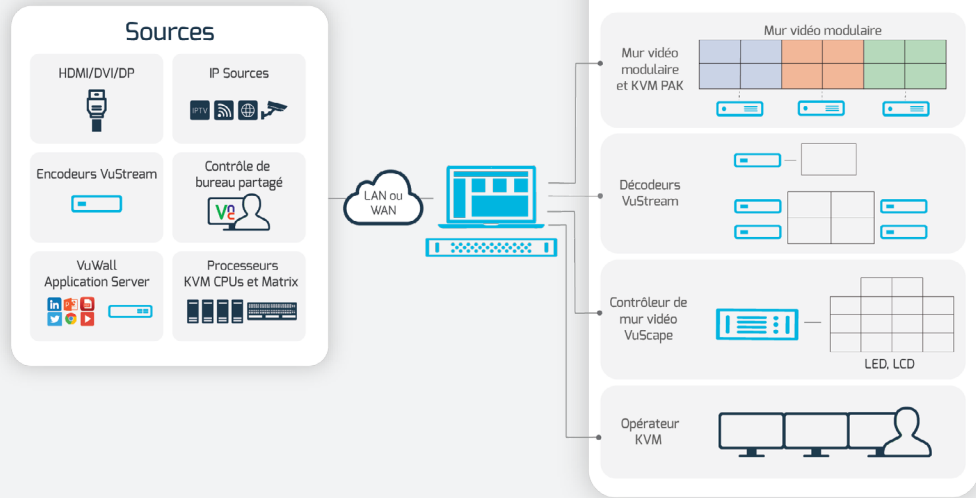 Sources
HDMI/DVI/DP
IP Sources
IPTV
Encodeurs VuStream
Contrôle de
bureau partagé
Vnc
VuWall
Application Server
in
Processeurs
KVM CPUs et Matrix
LAN ou
WAN
Mur vidéo modulaire
Mur vidéo
modulaire
et KVM PAK
Décodeurs
VuStream
Contrôleur de
mur vidéo
VuScape
LED, LCD
Opérateur
KVM